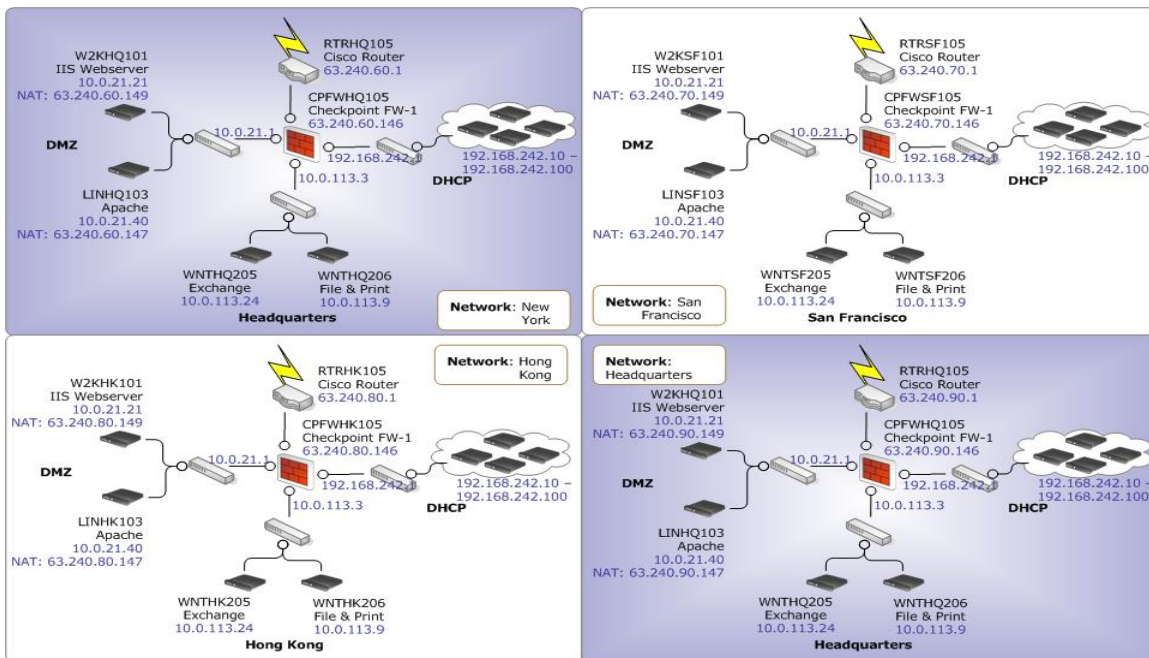 RTRHQ105
Cisco Router
63.240.60.1
W2KHQ101
IIS Webserver
10.0.21.21
NAT: 63.240.60.149
CPFWHQ105
Checkpoint FW-1
63.240.60.146
10.0.21.1
DMZ
192.168.242.1
192.168.242.10 –
192.168.242.100
10.0.113.3
DHCP
LINHQ103
Apache
10.0.21.40
NAT: 63.240.60.147
WNTHQ205
Exchange
10.0.113.24
WNTHQ206
File & Print
10.0.113.9
Headquarters
Network: New
York
RTRSF105
Cisco Router
63.240.70.1
W2KSF101
IIS Webserver
10.0.21.21
NAT: 63.240.70.149
CPFWSF105
Checkpoint FW-1
63.240.70.146
10.0.21.1
DMZ
192.168.242.1
192.168.242.10 –
192.168.242.100
10.0.113.3
DHCP
LINSF103
Apache
10.0.21.40
NAT: 63.240.70.147
WNTSF205
Exchange
10.0.113.24
WNTSF206
File & Print
10.0.113.9
Network: San
Francisco
San Francisco
Network: Hong
Kong
RTRHK105
Cisco Router
63.240.80.1
W2KHK101
IIS Webserver
10.0.21.21
NAT: 63.240.80.149
CPFWHK105
Checkpoint FW-1
63.240.80.146
10.0.21.1
DMZ
192.168.242.1
192.168.242.10 –
192.168.242.100
10.0.113.3
DHCP
LINHK103
Apache
10.0.21.40
NAT: 63.240.80.147
WNTHK205
Exchange
10.0.113.24
WNTHK206
File & Print
10.0.113.9
Hong Kong
Network:
Headquarters
RTRHQ105
Cisco Router
63.240.90.1
W2KHQ101
IIS Webserver
10.0.21.21
NAT: 63.240.90.149
CPFWHQ105
Checkpoint FW-1
63.240.90.146
10.0.21.1
DMZ
192.168.242.1
192.168.242.10 –
192.168.242.100
10.0.113.3
DHCP
LINHQ103
Apache
10.0.21.40
NAT: 63.240.90.147
WNTHQ205
Exchange
10.0.113.24
WNTHQ206
File & Print
10.0.113.9
Headquarters